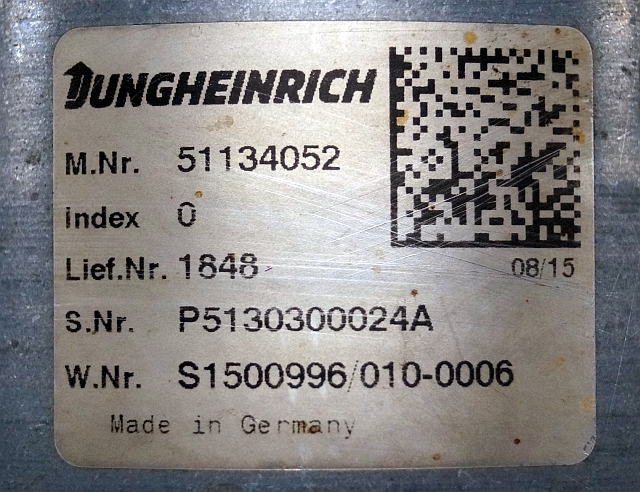 JUNGHEINRICH
M.Nr. 51134052
Index 0
Lief.Nr. 1848
08/15
S.Nr. P5130300024A
W.Nr. S1500996/010-0006
Made in Germany